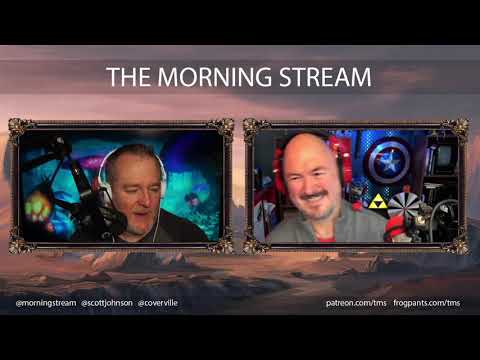 THE MORNING STREAM
@morningstream @scottjohnson @coverville
patreon.com/tms frogpants.com/tms